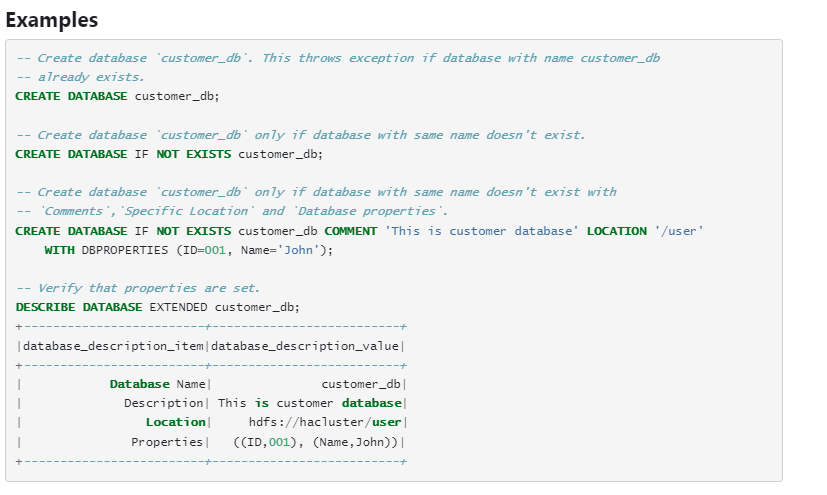 Examples
-- Create database `customer_db`. This throws exception if database with name customer_db
-- already exists.
CREATE DATABASE customer_db;
-- Create database `customer_db` only if database with same name doesn't exist.
CREATE DATABASE IF NOT EXISTS customer_db;
-- Create database `customer_db` only if database with same name doesn't exist with
-- `Comments`,`Specific Location` and `Database properties`.
CREATE DATABASE IF NOT EXISTS customer_db COMMENT 'This is customer database' LOCATION '/user'
    WITH DBPROPERTIES (ID=001, Name='John');
-- Verify that properties are set.
DESCRIBE DATABASE EXTENDED customer_db;
+-------------------------+--------------------------+
|database_description_item|database_description_value|
+-------------------------+--------------------------+
|            Database Name|               customer_db|
|              Description| This is customer database|
|                 Location|     hdfs://hacluster/user|
|               Properties|   ((ID,001), (Name,John))|
+-------------------------+--------------------------+